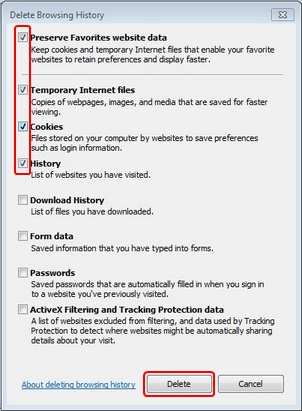 Delete Browsing History
Preserve Favorites website data
Keep cookies and temporary Internet files that enable your favorite
websites to retain preferences and display faster.
Temporary Internet files
Copies of webpages, images, and media that are saved for faster
viewing.
Cookies
Files stored on your computer by websites to save preferences
such as login information.
History
List of websites you have visited.
Download History
List of files you have downloaded.
Form data
Saved information that you have typed into forms.
Passwords
Saved passwords that are automatically filled in when you sign in
to a website you've previously visited.
ActiveX Filtering and Tracking Protection data
A list of websites excluded from filtering, and data used by Tracking
Protection to detect where websites might be automatically sharing
details about your visit.
About deleting browsing history
Delete
Cancel